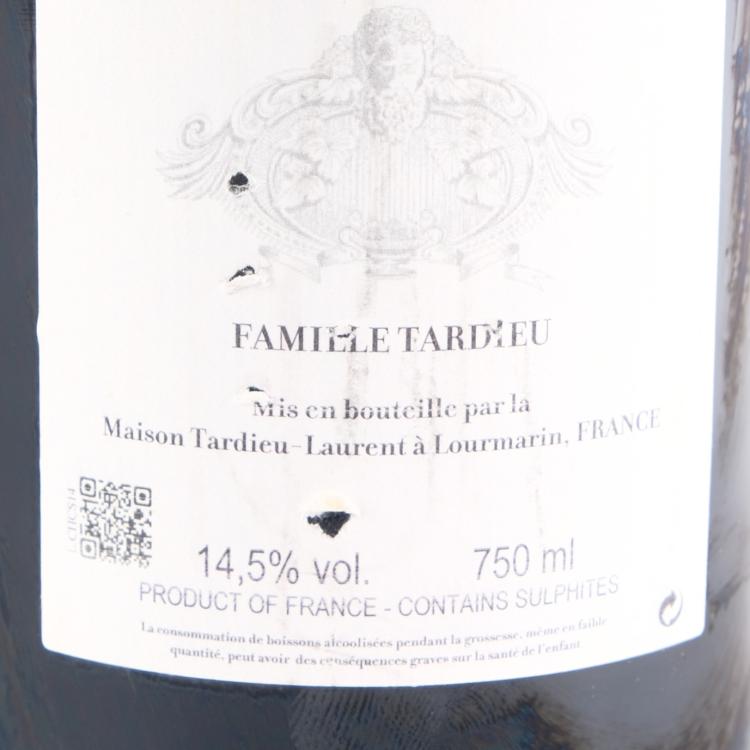 FAMILLE TARDIEU
Mis en bouteille par la
Maison Tardieu-Laurent à Lourmarin, FRANCE
14,5% vol. 750 ml
PRODUCT OF FRANCE - CONTAINS SULPHITES
La consommation de boissons alcoolisées pendant la grossesse, même en faible
quantité, peut avoir des conséquences graves sur la santé de l'enfant